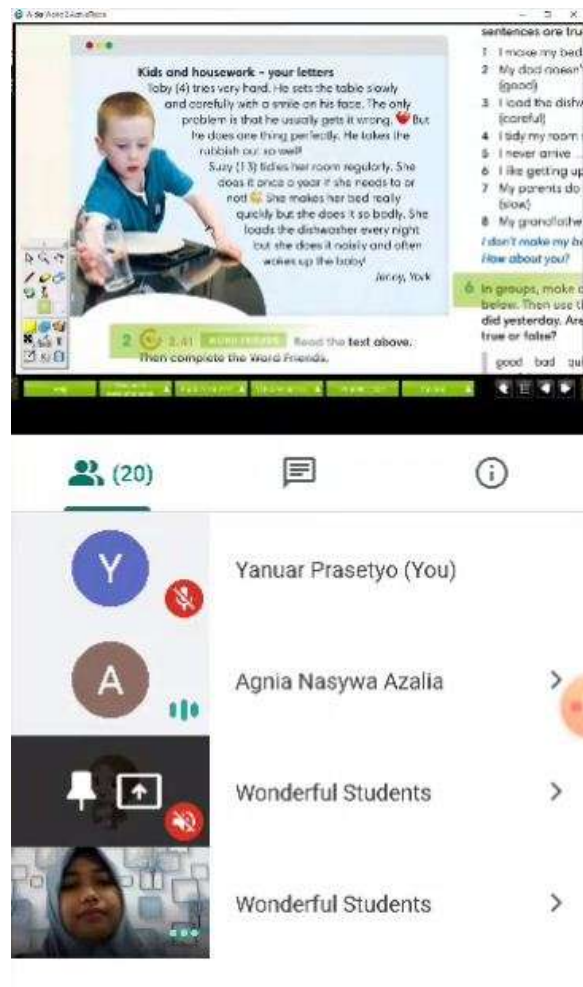 sentences are tru
Kids and housework – your letters
Toby (4) tries very hard. He sets the table slowly
and carefully with a smile on his face. The only
problem is that he usually gets it wrong. But
he does one thing perfectly. He takes the
rubbish out so well!
Suzy (13) tidies her room regularly. She
does it once a year if she needs to or
not! She makes her bed really
quickly but she does it so badly. She
loads the dishwasher every night
but she does it noisily and often
wakes up the baby!
Jenny, York
2 2.41 WORD FRIENDS Read the text above.
Then complete the Word Friends.
1 I make my bed
2 My dad doesn'
(good)
3 I load the dishw
(careful)
4 I tidy my room
5 I never arrive
6 I like getting up
7 My parents do
(slow)
8 My grandfathe
I don't make my be
How about you?
6 In groups, make
below. Then use t
did yesterday. Are
true or false?
good bad qui
(20)
Y
Yanuar Prasetyo (You)
A
Agnia Nasywa Azalia
Wonderful Students
Wonderful Students